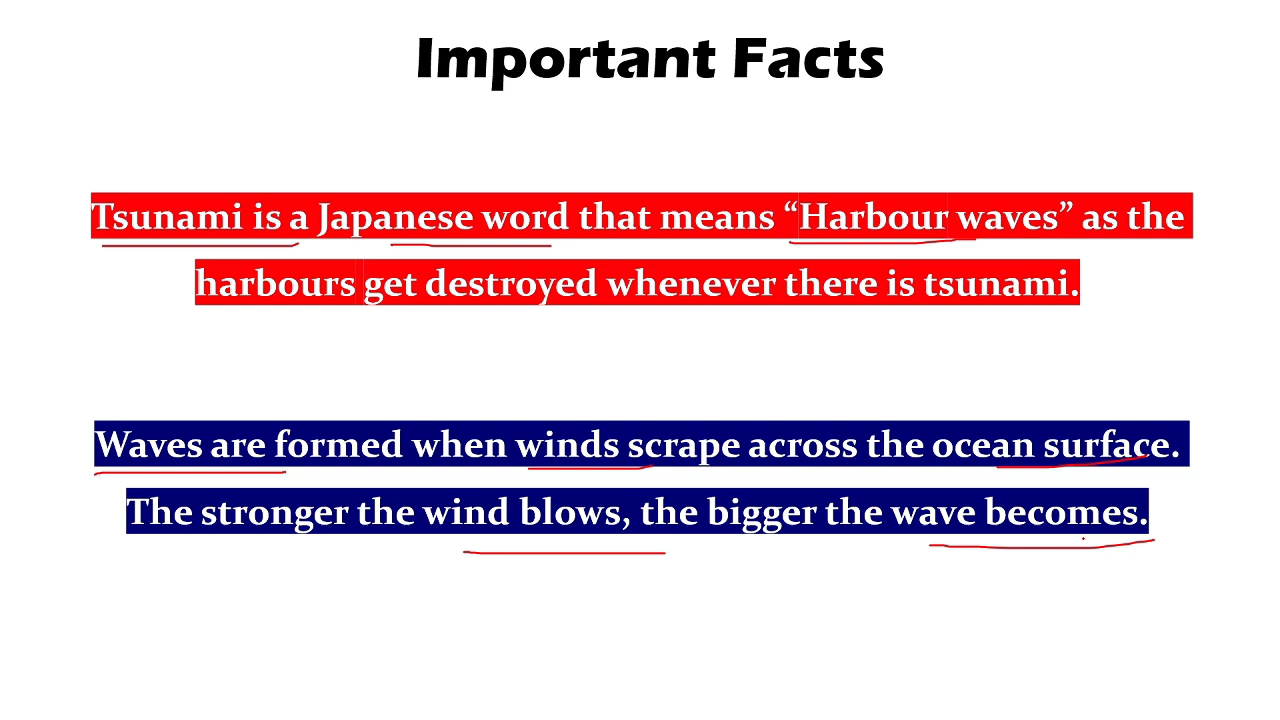 Important Facts
Tsunami is a Japanese word that means “Harbour waves” as the
harbours get destroyed whenever there is tsunami.
Waves are formed when winds scrape across the ocean surface.
The stronger the wind blows, the bigger the wave becomes.